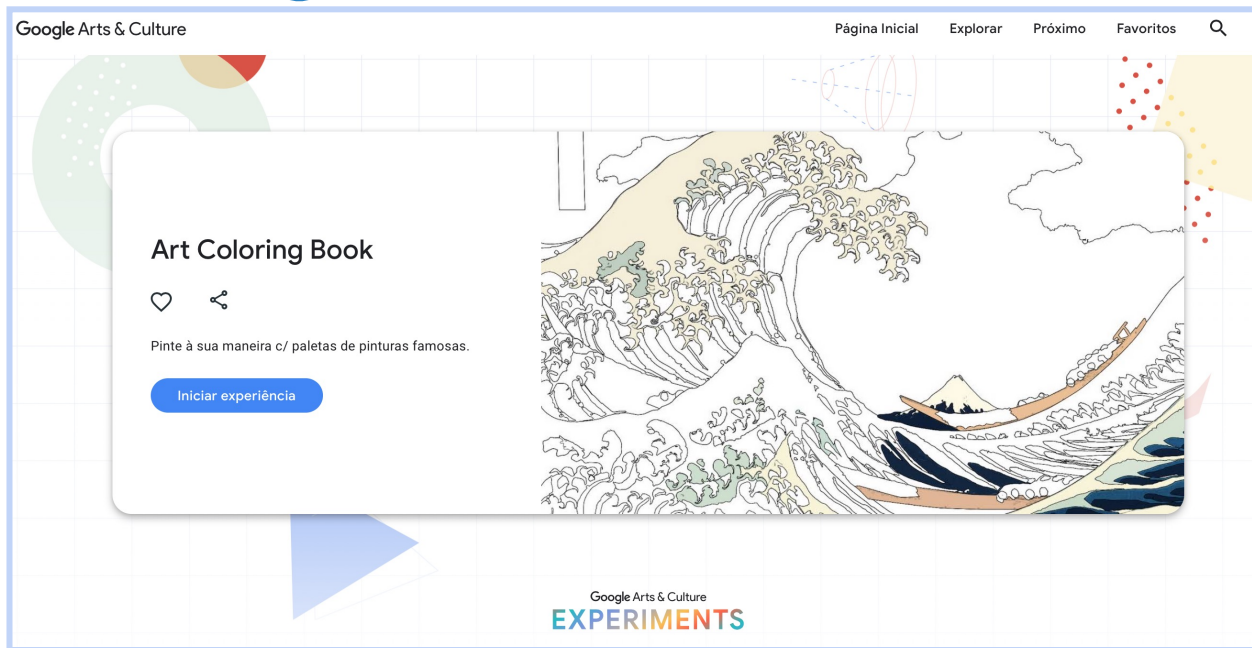 Google Arts & Culture
Página Inicial Explorar Próximo Favoritos
Art Coloring Book
Pinte à sua maneira c/ paletas de pinturas famosas.
Iniciar experiência
Google Arts & Culture
EXPERIMENTS